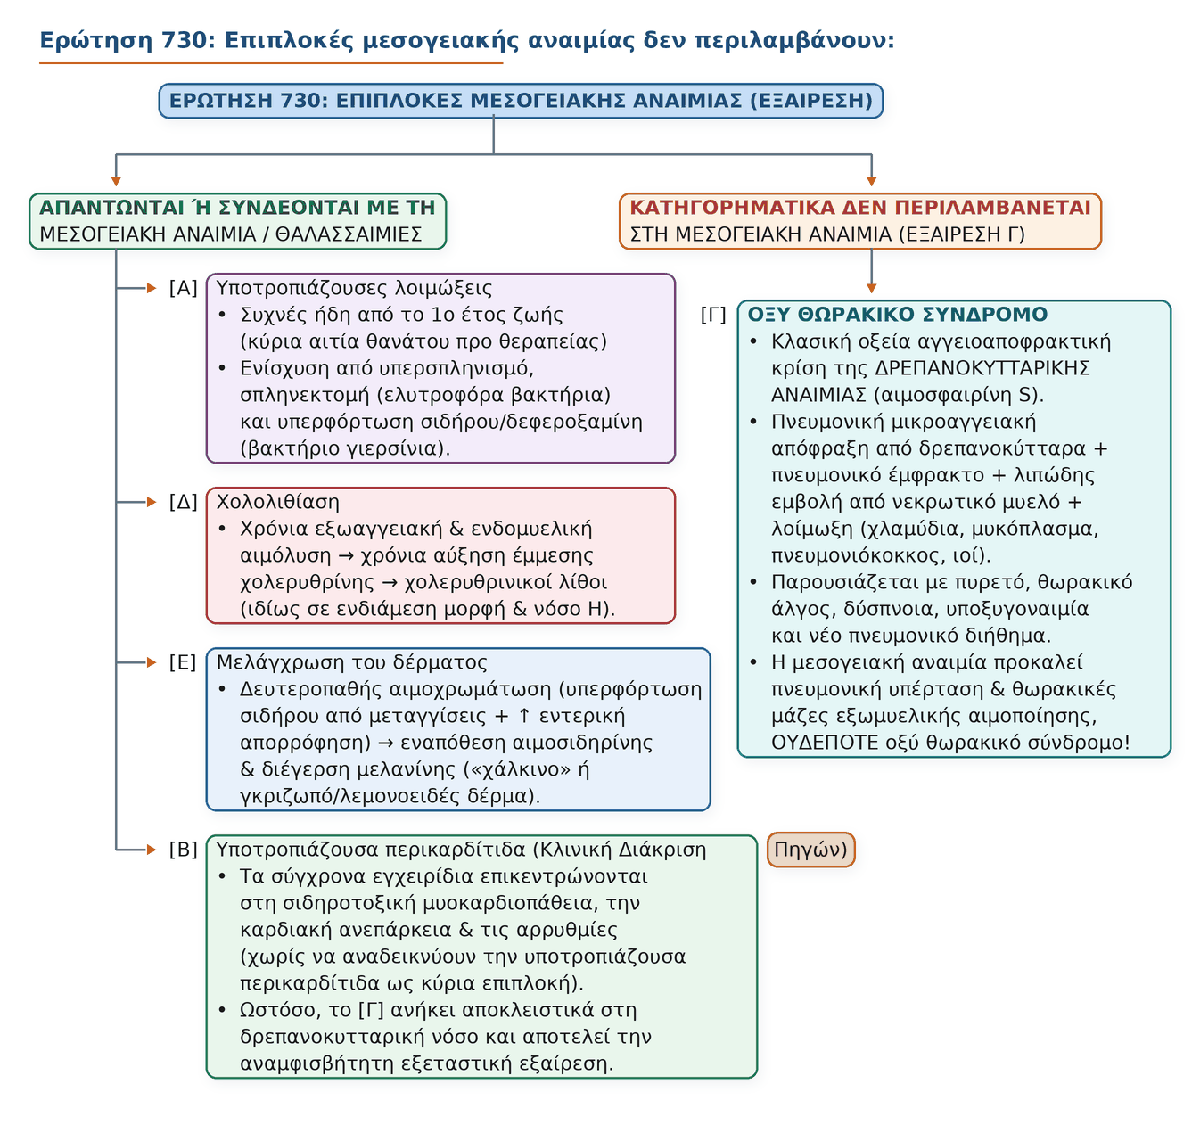 Ερώτηση 730: Επιπλοκές μεσογειακής αναιμίας δεν περιλαμβάνουν:
ΕΡΩΤΗΣΗ 730: ΕΠΙΠΛΟΚΕΣ ΜΕΣΟΓΕΙΑΚΗΣ ΑΝΑΙΜΙΑΣ (ΕΞΑΙΡΕΣΗ)
ΑΠΑΝΤΩΝΤΑΙ Ή ΣΥΝΔΕΟΝΤΑΙ ΜΕ ΤΗ
ΜΕΣΟΓΕΙΑΚΗ ΑΝΑΙΜΙΑ / ΘΑΛΑΣΣΑΙΜΙΕΣ
[Α] Υποτροπιάζουσες λοιμώξεις
• Συχνές ήδη από το 1ο έτος ζωής
(κύρια αιτία θανάτου προ θεραπείας)
• Ενίσχυση από υπερσπληνισμό,
σπληνεκτομή (ελυτροφόρα βακτήρια)
και υπερφόρτωση σιδήρου/δεφεροξαμίνη
(βακτήριο γιερσίνια).
[Δ] Χολολιθίαση
• Χρόνια εξωαγγειακή & ενδομυελική
αιμόλυση → χρόνια αύξηση έμμεσης
χολερυθρίνης → χολερυθρινικοί λίθοι
(ιδίως σε ενδιάμεση μορφή & νόσο Η).
[Ε] Μελάγχρωση του δέρματος
• Δευτεροπαθής αιμοχρωμάτωση (υπερφόρτωση
σιδήρου από μεταγγίσεις + ↑ εντερική
απορρόφηση) → εναπόθεση αιμοσιδηρίνης
& διέγερση μελανίνης («χάλκινο» ή
γκριζωπό/λεμονοειδές δέρμα).
[Β] Υποτροπιάζουσα περικαρδίτιδα (Κλινική Διάκριση Πηγών)
• Τα σύγχρονα εγχειρίδια επικεντρώνονται
στη σιδηροτοξική μυοκαρδιοπάθεια, την
καρδιακή ανεπάρκεια & τις αρρυθμίες
(χωρίς να αναδεικνύουν την υποτροπιάζουσα
περικαρδίτιδα ως κύρια επιπλοκή).
• Ωστόσο, το [Γ] ανήκει αποκλειστικά στη
δρεπανοκυτταρική νόσο και αποτελεί την
αναμφισβήτητη εξεταστική εξαίρεση.
ΚΑΤΗΓΟΡΗΜΑΤΙΚΑ ΔΕΝ ΠΕΡΙΛΑΜΒΑΝΕΤΑΙ
ΣΤΗ ΜΕΣΟΓΕΙΑΚΗ ΑΝΑΙΜΙΑ (ΕΞΑΙΡΕΣΗ Γ)
[Γ] ΟΞΥ ΘΩΡΑΚΙΚΟ ΣΥΝΔΡΟΜΟ
• Κλασική οξεία αγγειοαποφρακτική
κρίση της ΔΡΕΠΑΝΟΚΥΤΤΑΡΙΚΗΣ
ΑΝΑΙΜΙΑΣ (αιμοσφαιρίνη S).
• Πνευμονική μικροαγγειακή
απόφραξη από δρεπανοκύτταρα +
πνευμονικό έμφρακτο + λιπώδης
εμβολή από νεκρωτικό μυελό +
λοίμωξη (χλαμύδια, μυκόπλασμα,
πνευμονιόκοκκος, ιοί).
• Παρουσιάζεται με πυρετό, θωρακικό
άλγος, δύσπνοια, υποξυγοναιμία
και νέο πνευμονικό διήθημα.
• Η μεσογειακή αναιμία προκαλεί
πνευμονική υπέρταση & θωρακικές
μάζες εξωμυελικής αιμοποίησης,
ΟΥΔΕΠΟΤΕ οξύ θωρακικό σύνδρομο!